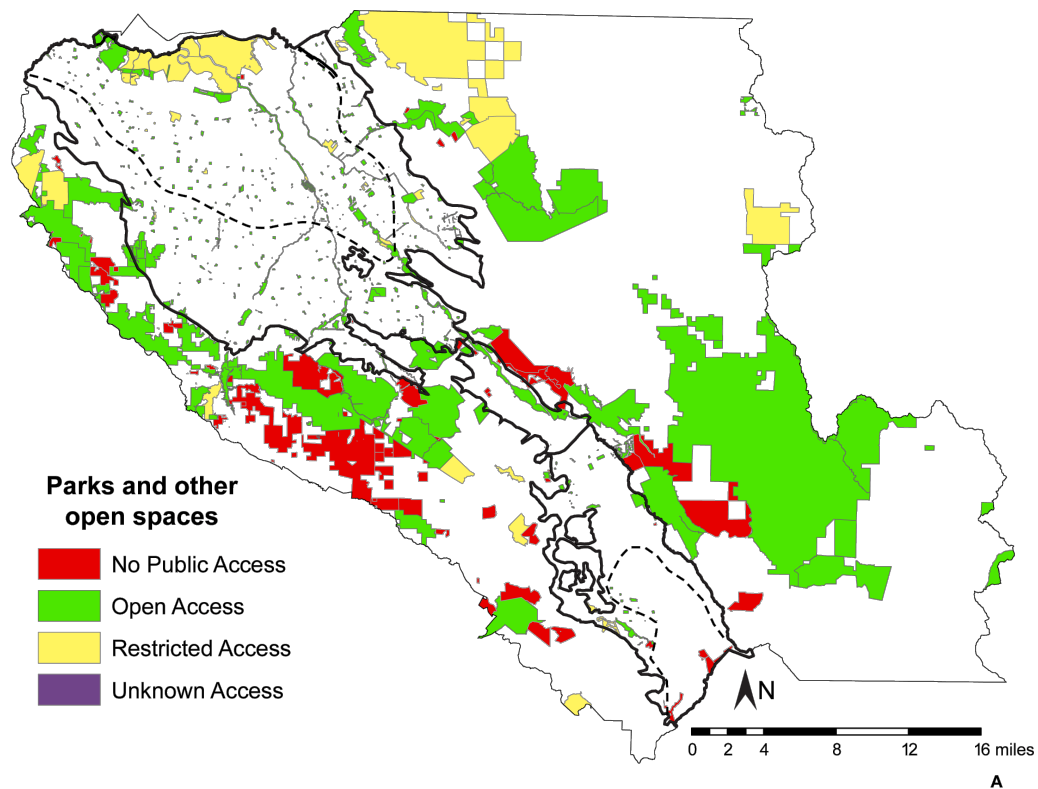 Parks and other
open spaces
No Public Access
Open Access
Restricted Access
Unknown Access
N
0 2 4 8 12 16 miles
A